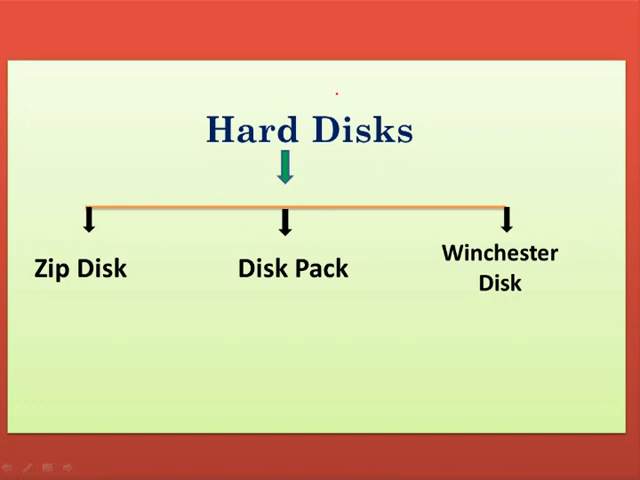 Hard Disks
Zip Disk
Disk Pack
Winchester
Disk